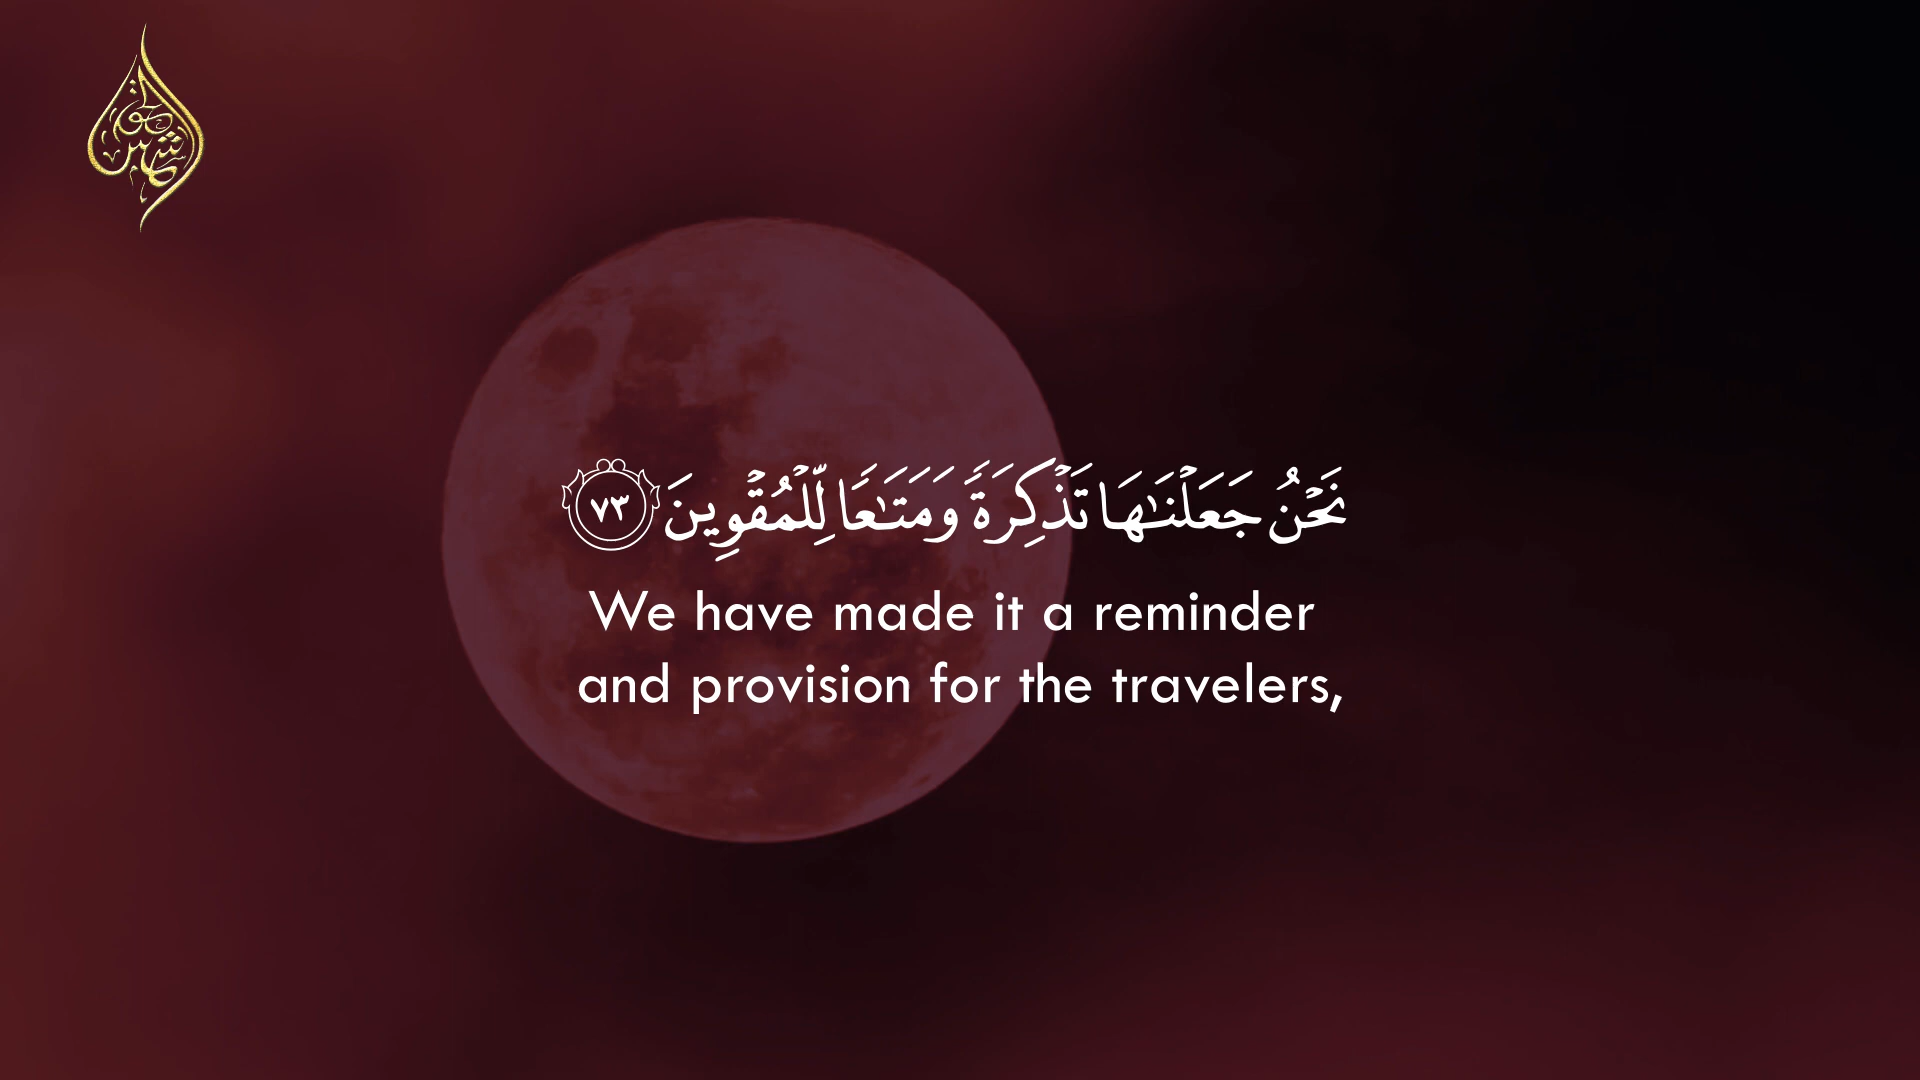 نَحْنُ جَعَلْنَٰهَا تَذْكِرَةً وَمَتَٰعًا لِّلْمُقْوِينَ ٧٣
We have made it a reminder
and provision for the travelers,